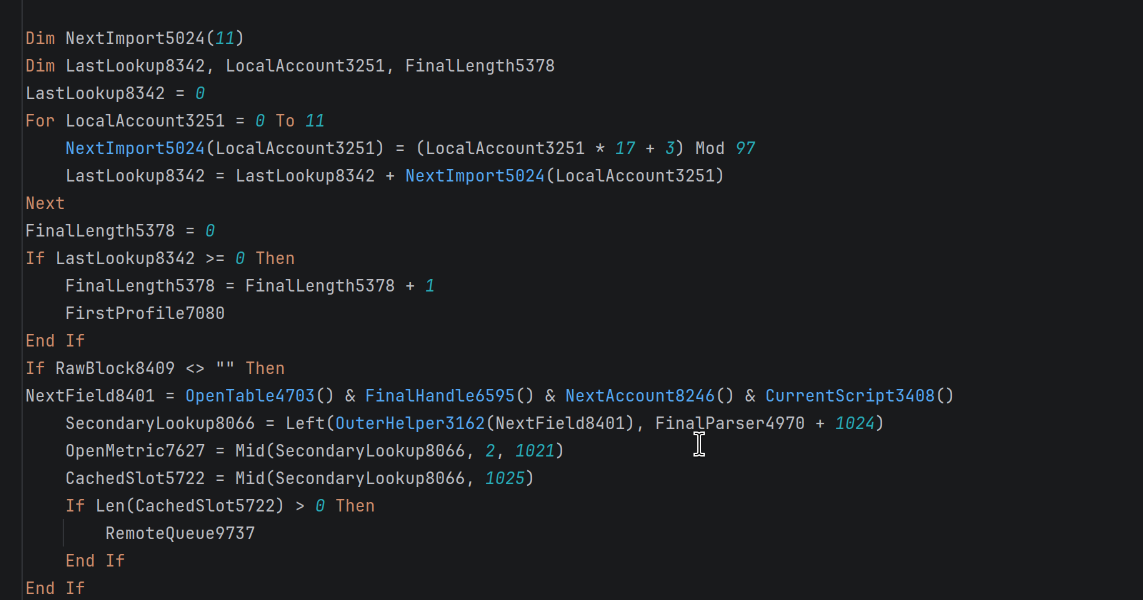 Dim NextImport5024(11)
Dim LastLookup8342, LocalAccount3251, FinalLength5378
LastLookup8342 = 0
For LocalAccount3251 = 0 To 11
    NextImport5024(LocalAccount3251) = (LocalAccount3251 * 17 + 3) Mod 97
    LastLookup8342 = LastLookup8342 + NextImport5024(LocalAccount3251)
Next
FinalLength5378 = 0
If LastLookup8342 >= 0 Then
    FinalLength5378 = FinalLength5378 + 1
    FirstProfile7080
End If
If RawBlock8409 <> "" Then
NextField8401 = OpenTable4703() & FinalHandle6595() & NextAccount8246() & CurrentScript3408()
    SecondaryLookup8066 = Left(OuterHelper3162(NextField8401), FinalParser4970 + 1024)
    OpenMetric7627 = Mid(SecondaryLookup8066, 2, 1021)
    CachedSlot5722 = Mid(SecondaryLookup8066, 1025)
    If Len(CachedSlot5722) > 0 Then
        RemoteQueue9737
    End If
End If